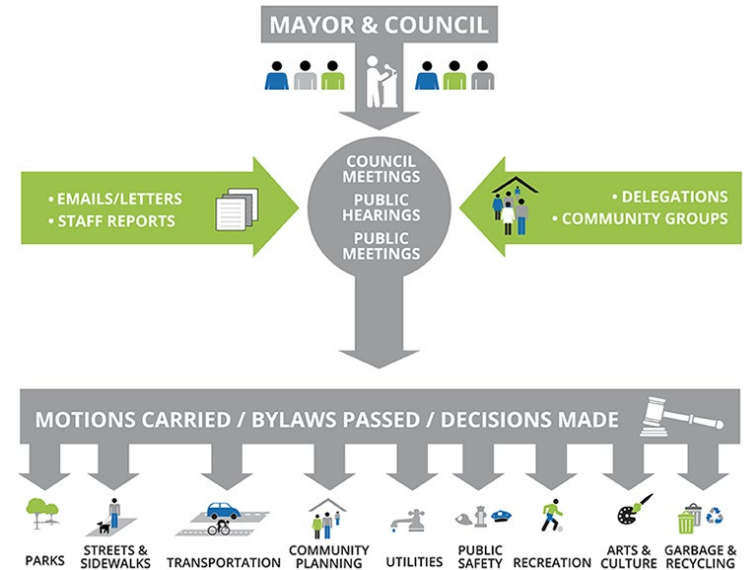 MAYOR & COUNCIL
• EMAILS/LETTERS
• STAFF REPORTS
COUNCIL
MEETINGS
PUBLIC
HEARINGS
PUBLIC
MEETINGS
• DELEGATIONS
• COMMUNITY GROUPS
MOTIONS CARRIED / BYLAWS PASSED / DECISIONS MADE
PARKS
STREETS &
SIDEWALKS
TRANSPORTATION
COMMUNITY
PLANNING
UTILITIES
PUBLIC
SAFETY
RECREATION
ARTS &
CULTURE
GARBAGE &
RECYCLING